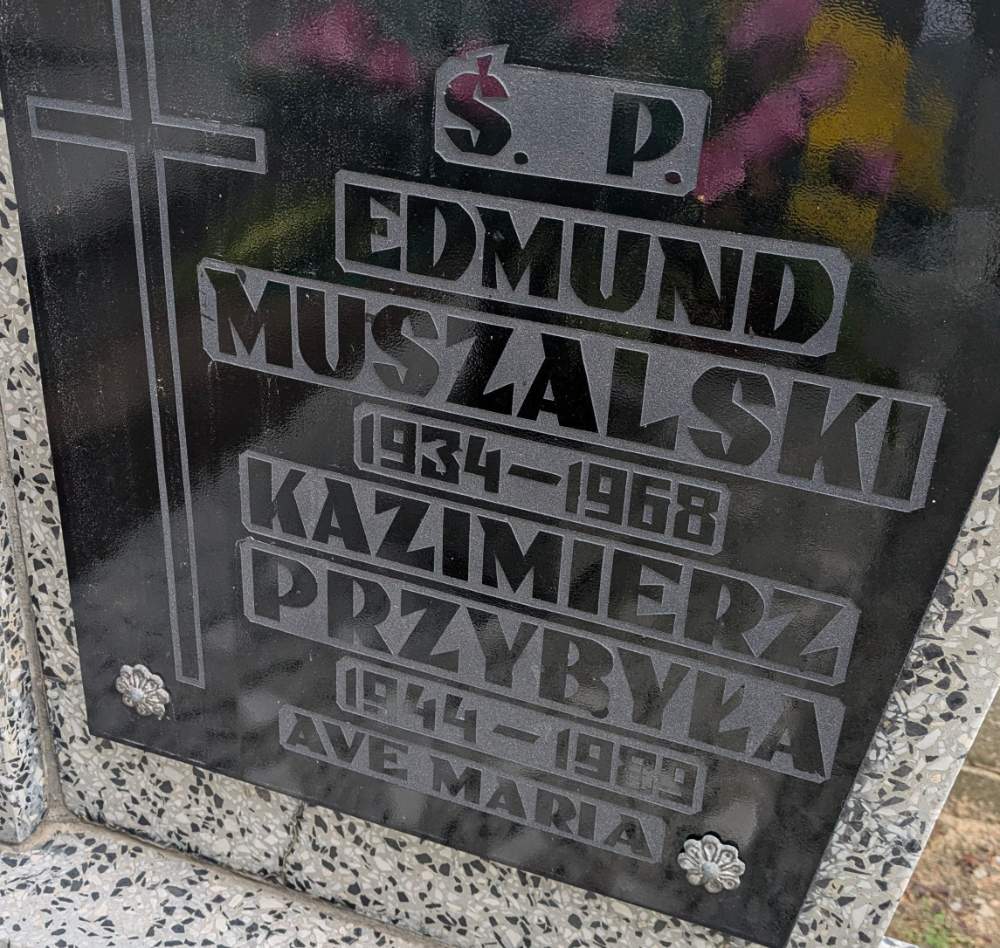 Ś. P.
EDMUND
MUSZALSKI
1934-1968
KAZIMIERZ
PRZYBYŁA
1944-1989
AVE MARIA